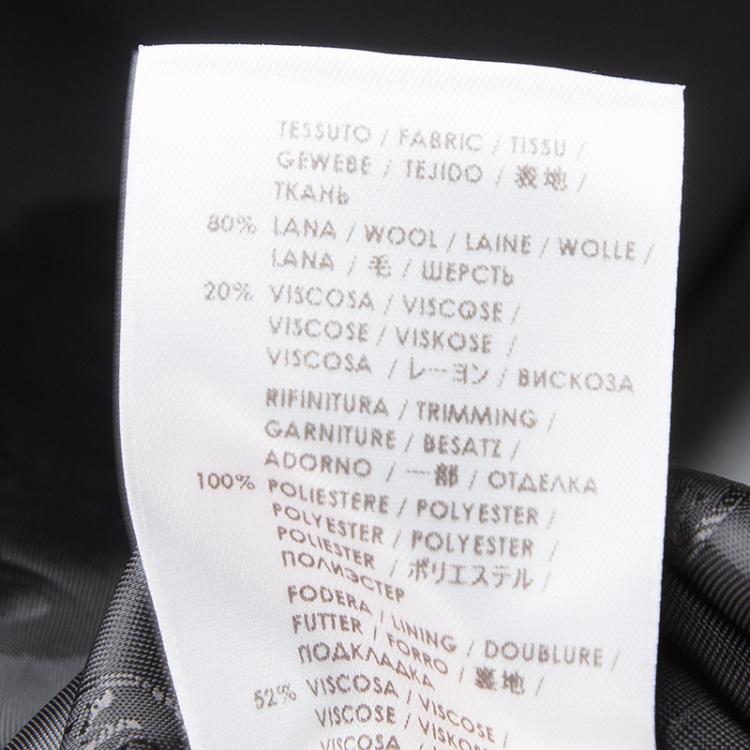 TESSUTO / FABRIC / TISSU /
GEWEBE / TEJIDO / 表地 /
ТКАНЬ
80% LANA / WOOL / LAINE / WOLLE /
LANA / 毛 / ШЕРСТЬ
20% VISCOSA / VISCOSE /
VISCOSE / VISKOSE /
VISCOSA / レーヨン / ВИСКОЗА
RIFINITURA / TRIMMING /
GARNITURE / BESATZ /
ADORNO / 一部 / ОТДЕЛКА
100% POLIESTERE / POLYESTER /
POLYESTER / POLYESTER /
POLIESTER / ポリエステル /
ПОЛИЭСТЕР
FODERA / LINING / DOUBLURE /
FUTTER / FORRO / 裏地 /
ПОДКЛАДКА
52% VISCOSA / VISCOSE /
VISCOSE / VISKOSE
VISCOSA